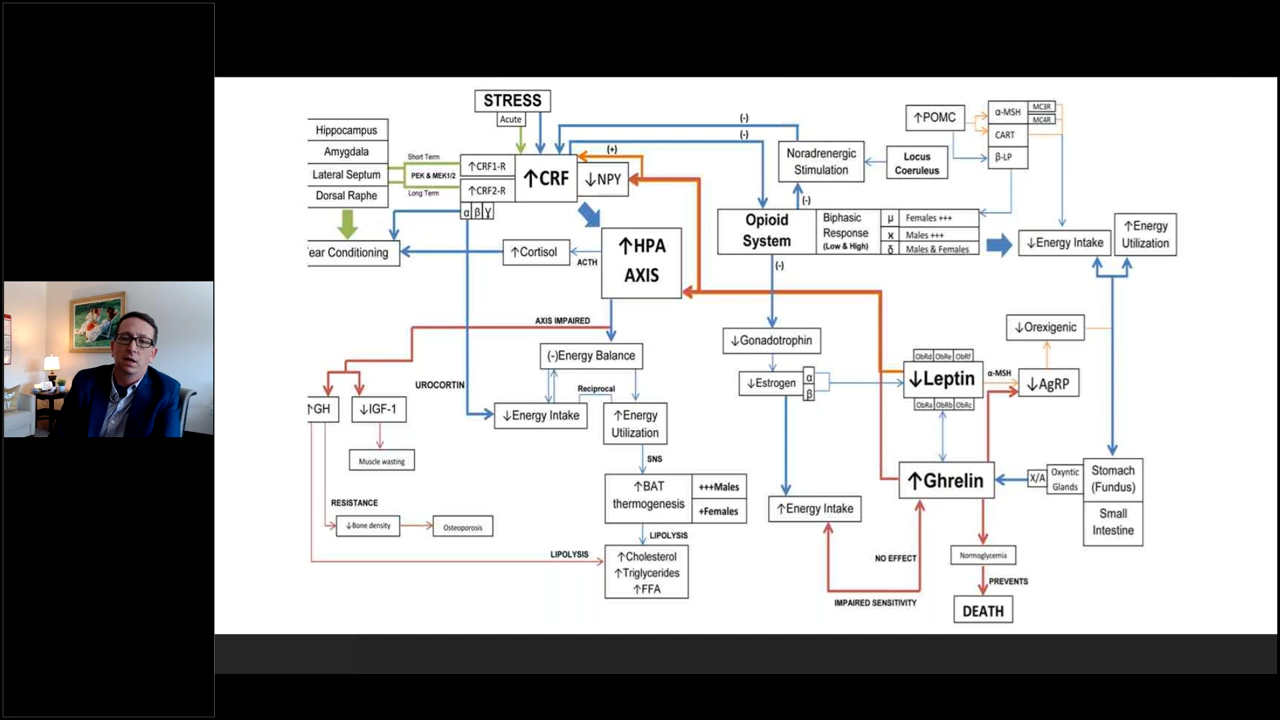 STRESS
Acute
Hippocampus
Amygdala
Lateral Septum
Dorsal Raphe
Short Term
PEK & MEK1/2
Long Term
↑CRF1-R
↑CRF2-R
α β γ
↑CRF
↓NPY
(-)
(-)
(+)
Noradrenergic
Stimulation
Locus
Coeruleus
↑POMC
α-MSH
MC3R
MC4R
CART
β-LP
(-)
Opioid
System
Biphasic
Response
(Low & High)
μ Females +++
ϰ Males +++
δ Males & Females
↓Energy Intake
↑Energy
Utilization
ear Conditioning
↑Cortisol
ACTH
↑HPA
AXIS
(-)
AXIS IMPAIRED
(-)Energy Balance
UROCORTIN
Reciprocal
↓Energy Intake
↑Energy
Utilization
↑GH
↓IGF-1
Muscle wasting
RESISTANCE
↓Bone density
Osteoporosis
LIPOLYSIS
SNS
↑BAT
thermogenesis
+++Males
+Females
LIPOLYSIS
↑Cholesterol
↑Triglycerides
↑FFA
↓Gonadotrophin
↓Estrogen
α
β
↑Energy Intake
ObRd ObRe ObRf
↓Leptin
ObRa ObRb ObRc
α-MSH
↓Orexigenic
↓AgRP
↑Ghrelin
X/A
Oxyntic
Glands
Stomach
(Fundus)
Small
Intestine
NO EFFECT
IMPAIRED SENSITIVITY
Normoglycemia
PREVENTS
DEATH